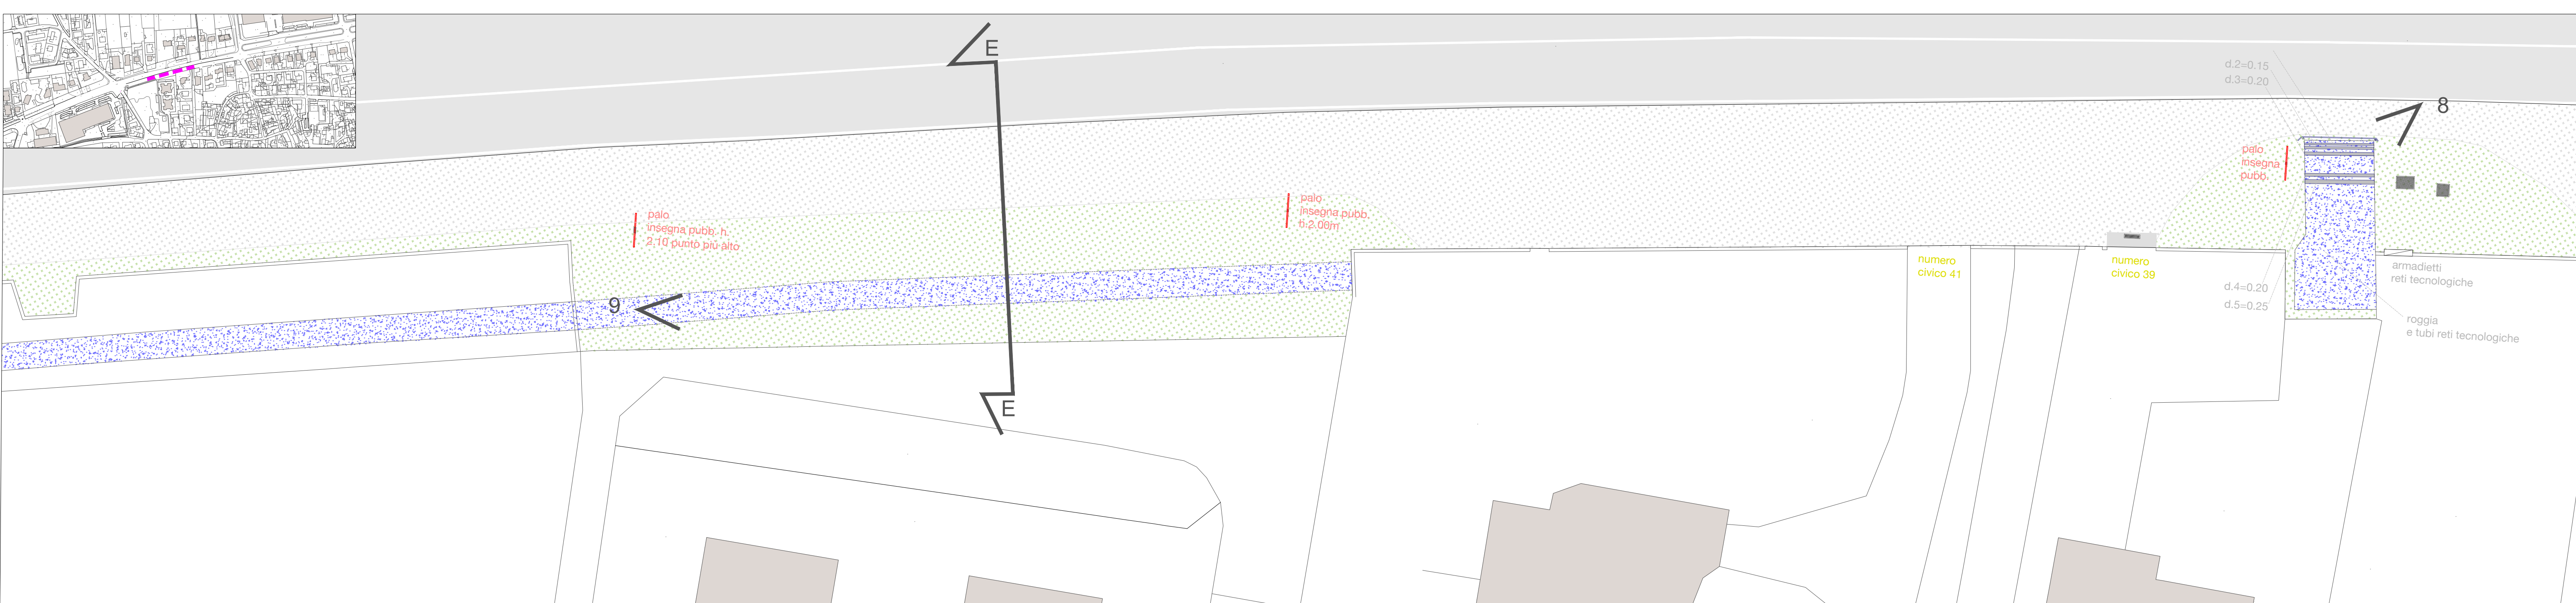 E
d.2=0.15
d.3=0.20
8
palo
insegna
pubb.
palo
insegna pubb.
h.2.00m
palo
insegna pubb. h.
2.10 punto più alto
numero
civico 41
numero
civico 39
armadietti
reti tecnologiche
d.4=0.20
d.5=0.25
9
roggia
e tubi reti tecnologiche
E